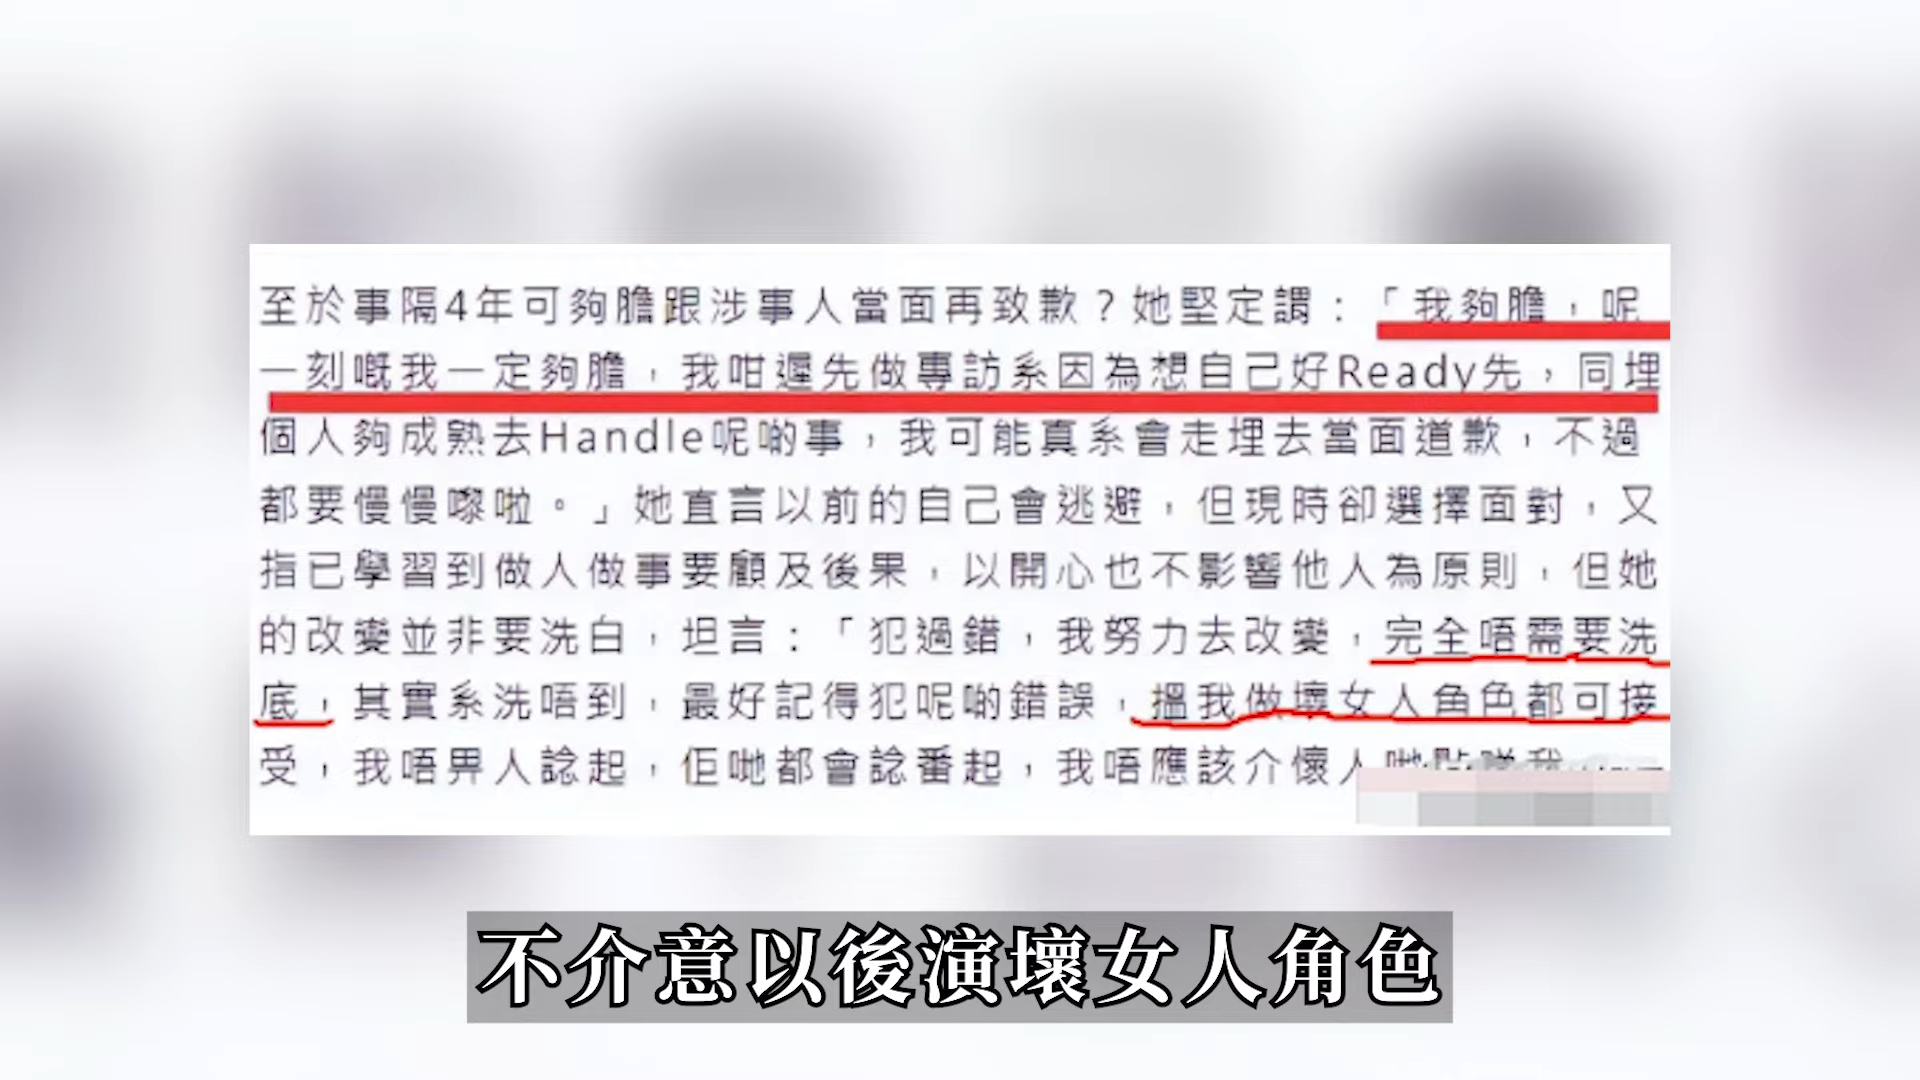 至於事隔4年可夠膽跟涉事人當面再致歉？她堅定謂：「我夠膽，呢
一刻嘅我一定夠膽，我咁遲先做專訪系因為想自己好Ready先，同埋
個人夠成熟去Handle呢啲事，我可能真系會走埋去當面道歉，不過
都要慢慢嚟啦。」她直言以前的自己會逃避，但現時卻選擇面對，又
指已學習到做人做事要顧及後果，以開心也不影響他人為原則，但她
的改變並非要洗白，坦言：「犯過錯，我努力去改變，完全唔需要洗
底，其實系洗唔到，最好記得犯呢啲錯誤，搵我做壞女人角色都可接
受，我唔畀人諗起，佢哋都會諗番起，我唔應該介懷人
不介意以後演壞女人角色